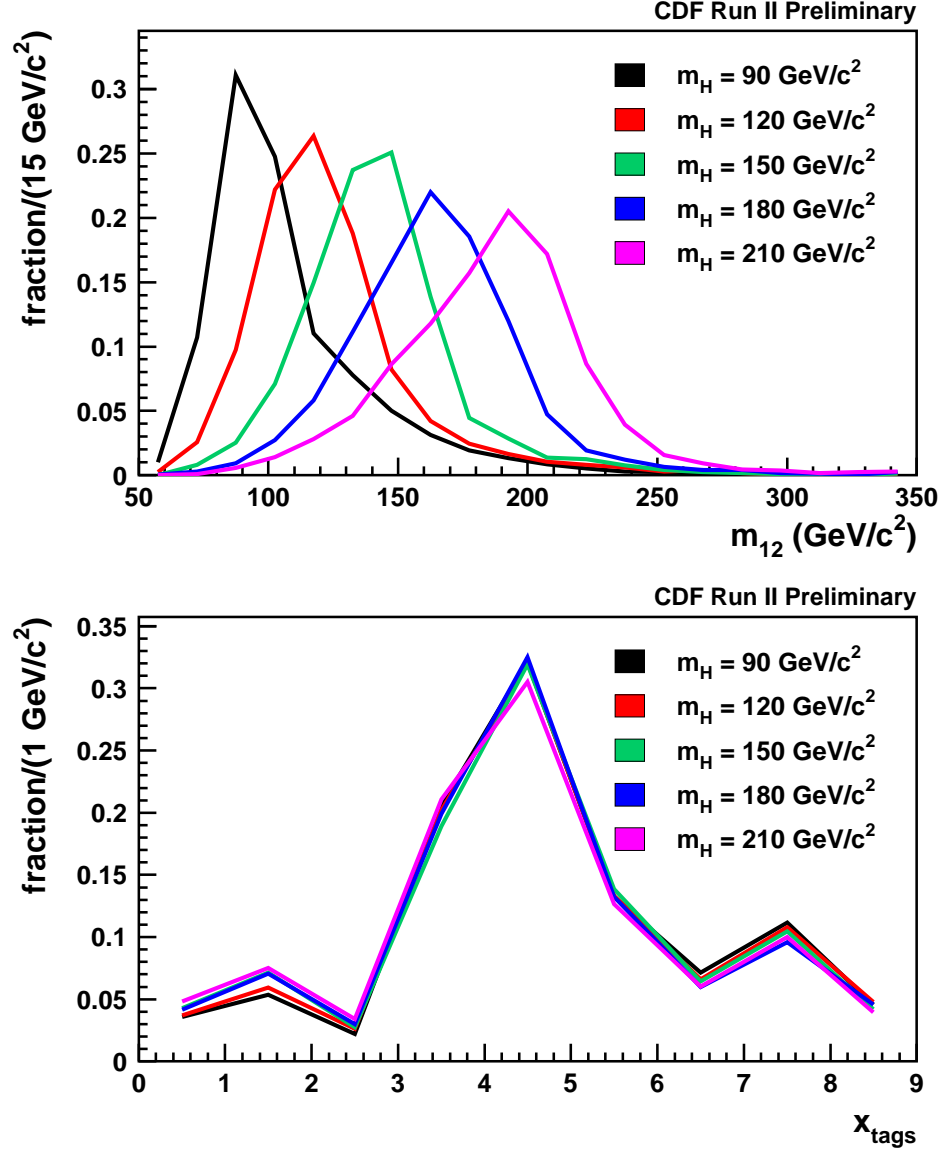 CDF Run II Preliminary
fraction/(15 GeV/c²)
0.3
0.25
0.2
0.15
0.1
0.05
0
m_H = 90 GeV/c²
m_H = 120 GeV/c²
m_H = 150 GeV/c²
m_H = 180 GeV/c²
m_H = 210 GeV/c²
50 100 150 200 250 300 350
m₁₂ (GeV/c²)
CDF Run II Preliminary
fraction/(1 GeV/c²)
0.35
0.3
0.25
0.2
0.15
0.1
0.05
0
m_H = 90 GeV/c²
m_H = 120 GeV/c²
m_H = 150 GeV/c²
m_H = 180 GeV/c²
m_H = 210 GeV/c²
0 1 2 3 4 5 6 7 8 9
x_tags